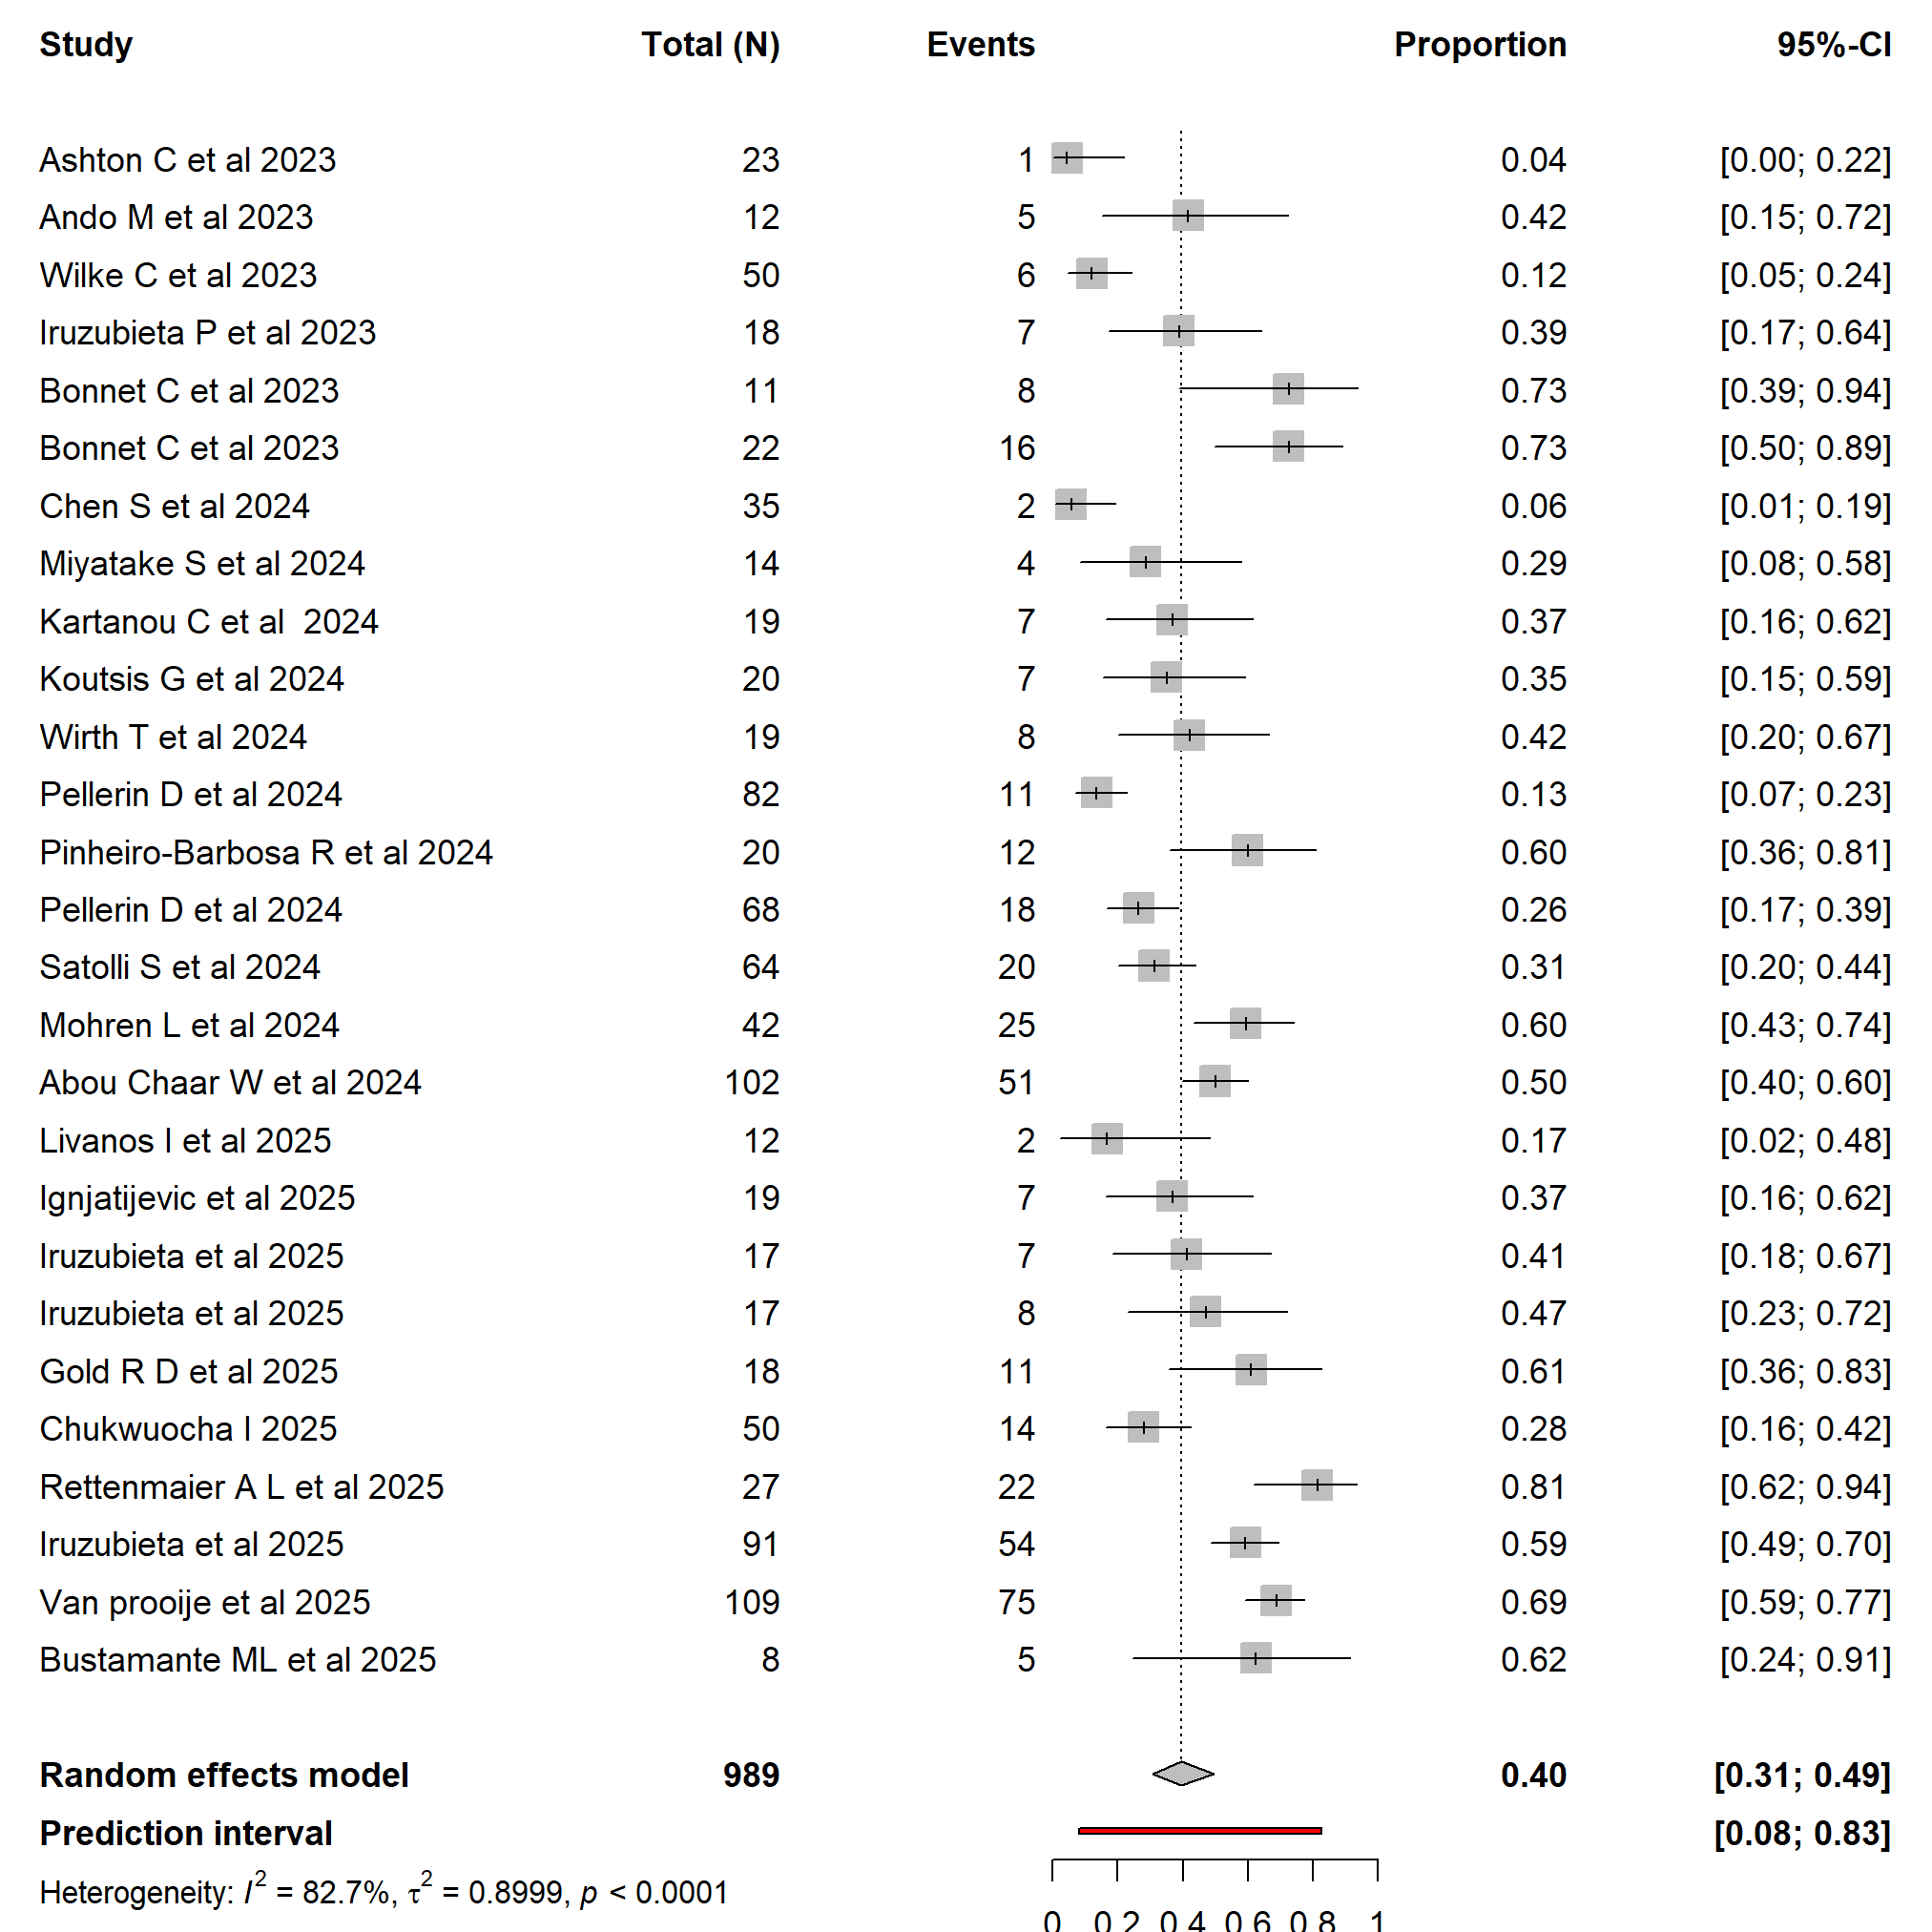 Study Total (N) Events Proportion 95%-CI
Ashton C et al 2023 23 1 0.04 [0.00; 0.22]
Ando M et al 2023 12 5 0.42 [0.15; 0.72]
Wilke C et al 2023 50 6 0.12 [0.05; 0.24]
Iruzubieta P et al 2023 18 7 0.39 [0.17; 0.64]
Bonnet C et al 2023 11 8 0.73 [0.39; 0.94]
Bonnet C et al 2023 22 16 0.73 [0.50; 0.89]
Chen S et al 2024 35 2 0.06 [0.01; 0.19]
Miyatake S et al 2024 14 4 0.29 [0.08; 0.58]
Kartanou C et al  2024 19 7 0.37 [0.16; 0.62]
Koutsis G et al 2024 20 7 0.35 [0.15; 0.59]
Wirth T et al 2024 19 8 0.42 [0.20; 0.67]
Pellerin D et al 2024 82 11 0.13 [0.07; 0.23]
Pinheiro-Barbosa R et al 2024 20 12 0.60 [0.36; 0.81]
Pellerin D et al 2024 68 18 0.26 [0.17; 0.39]
Satolli S et al 2024 64 20 0.31 [0.20; 0.44]
Mohren L et al 2024 42 25 0.60 [0.43; 0.74]
Abou Chaar W et al 2024 102 51 0.50 [0.40; 0.60]
Livanos I et al 2025 12 2 0.17 [0.02; 0.48]
Ignjatijevic et al 2025 19 7 0.37 [0.16; 0.62]
Iruzubieta et al 2025 17 7 0.41 [0.18; 0.67]
Iruzubieta et al 2025 17 8 0.47 [0.23; 0.72]
Gold R D et al 2025 18 11 0.61 [0.36; 0.83]
Chukwuocha I 2025 50 14 0.28 [0.16; 0.42]
Rettenmaier A L et al 2025 27 22 0.81 [0.62; 0.94]
Iruzubieta et al 2025 91 54 0.59 [0.49; 0.70]
Van prooije et al 2025 109 75 0.69 [0.59; 0.77]
Bustamante ML et al 2025 8 5 0.62 [0.24; 0.91]
Random effects model 989 0.40 [0.31; 0.49]
Prediction interval [0.08; 0.83]
Heterogeneity: I² = 82.7%, τ² = 0.8999, p < 0.0001
0 0.2 0.4 0.6 0.8 1